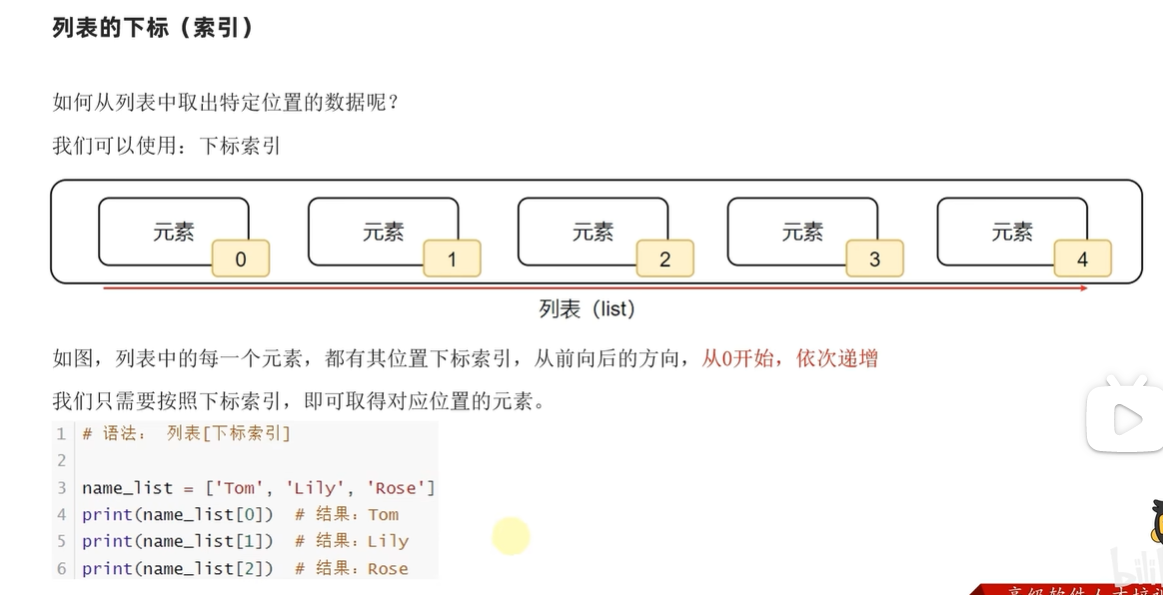 列表的下标（索引）
如何从列表中取出特定位置的数据呢？
我们可以使用：下标索引
元素 元素 元素 元素 元素
0 1 2 3 4
列表（list）
如图，列表中的每一个元素，都有其位置下标索引，从前向后的方向，从0开始，依次递增
我们只需要按照下标索引，即可取得对应位置的元素。
1 # 语法： 列表[下标索引]
2
3 name_list = ['Tom', 'Lily', 'Rose']
4 print(name_list[0]) # 结果：Tom
5 print(name_list[1]) # 结果：Lily
6 print(name_list[2]) # 结果：Rose